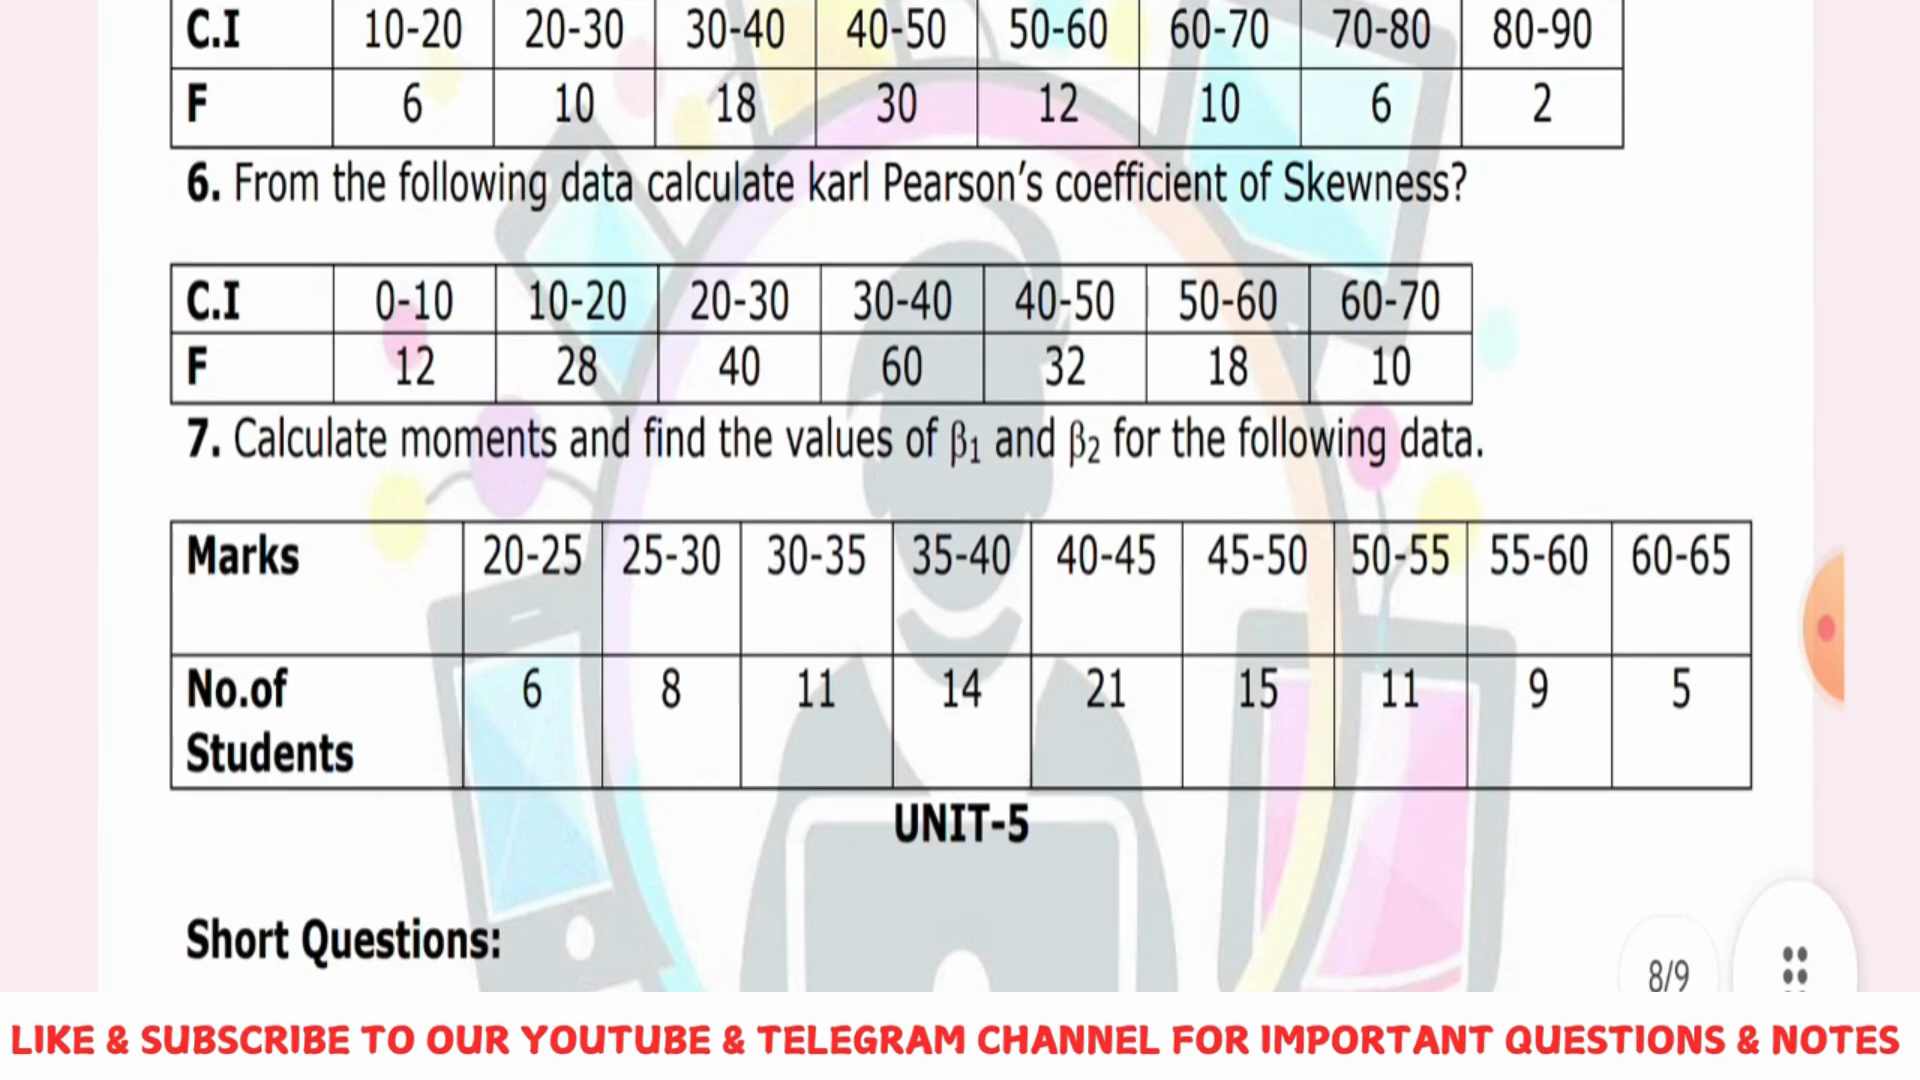 C.I 10-20 20-30 30-40 40-50 50-60 60-70 70-80 80-90
F 6 10 18 30 12 10 6 2
6. From the following data calculate karl Pearson's coefficient of Skewness?
C.I 0-10 10-20 20-30 30-40 40-50 50-60 60-70
F 12 28 40 60 32 18 10
7. Calculate moments and find the values of β₁ and β₂ for the following data.
Marks 20-25 25-30 30-35 35-40 40-45 45-50 50-55 55-60 60-65
No.of 6 8 11 14 21 15 11 9 5
Students
UNIT-5
Short Questions:
8/9
LIKE & SUBSCRIBE TO OUR YOUTUBE & TELEGRAM CHANNEL FOR IMPORTANT QUESTIONS & NOTES